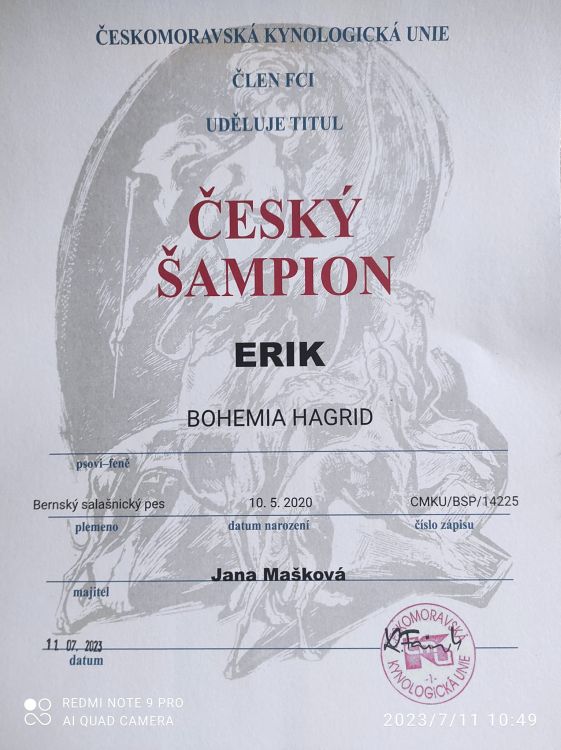 ČESKOMORAVSKÁ KYNOLOGICKÁ UNIE
ČLEN FCI
UDĚLUJE TITUL
ČESKÝ
ŠAMPION
ERIK
BOHEMIA HAGRID
psovi–feně
Bernský salašnický pes 10. 5. 2020 CMKU/BSP/14225
plemeno datum narození číslo zápisu
Jana Mašková
majitel
11 07. 2023
datum
ČESKOMORAVSKÁ
KYNOLOGICKÁ UNIE
-1-
REDMI NOTE 9 PRO
AI QUAD CAMERA 2023/7/11 10:49